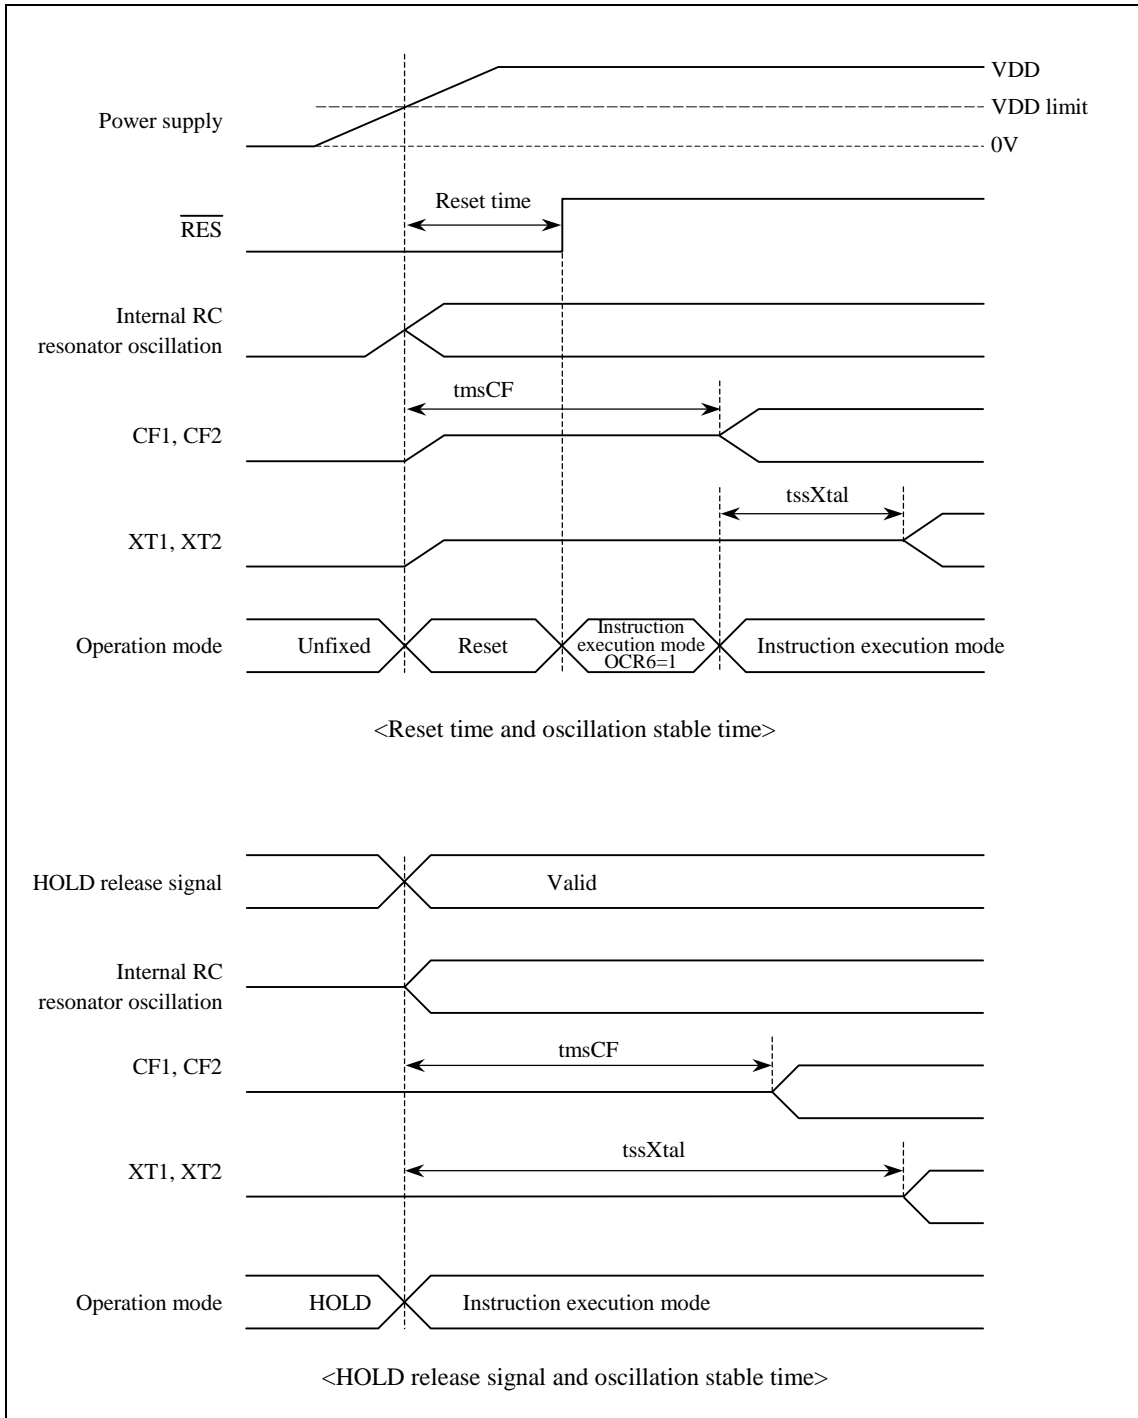 VDD
Power supply
VDD limit
0V
Reset time
RES
Internal RC
resonator oscillation
tmsCF
CF1, CF2
tssXtal
XT1, XT2
Operation mode
Unfixed
Reset
Instruction
execution mode
OCR6=1
Instruction execution mode
<Reset time and oscillation stable time>
HOLD release signal
Valid
Internal RC
resonator oscillation
tmsCF
CF1, CF2
tssXtal
XT1, XT2
Operation mode
HOLD
Instruction execution mode
<HOLD release signal and oscillation stable time>